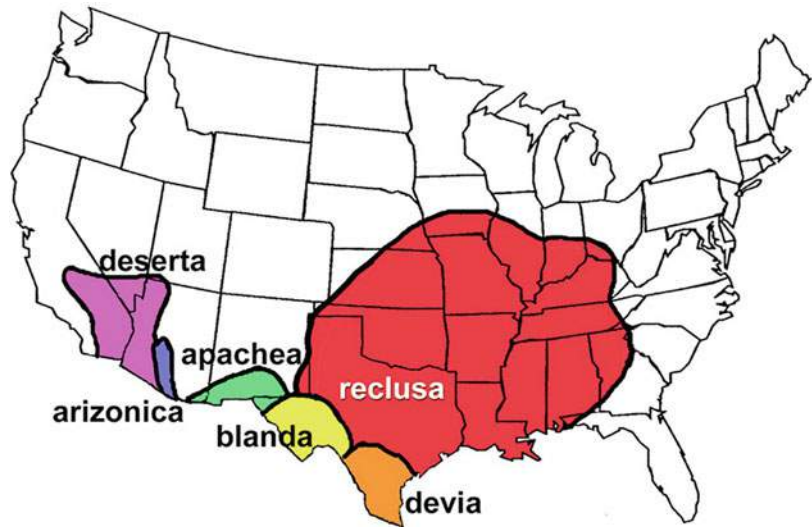 deserta
apachea
reclusa
arizonica
blanda
devia